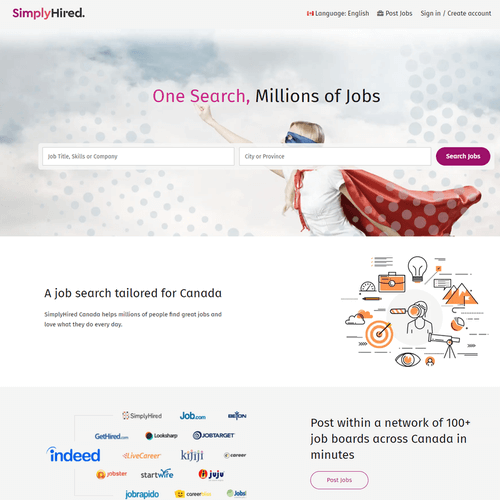 SimplyHired.
Language: English
Post Jobs
Sign in / Create account
One Search, Millions of Jobs
Job Title, Skills or Company
City or Province
Search Jobs
A job search tailored for Canada
SimplyHired Canada helps millions of people find great jobs and
love what they do every day.
SimplyHired
Job.com
GetHired.com
Looksharp
JOBTARGET
indeed
LiveCareer
kijiji
career
jobster
startwire
juju
jobrapido
Jobs
Post within a network of 100+
job boards across Canada in
minutes
Post Jobs